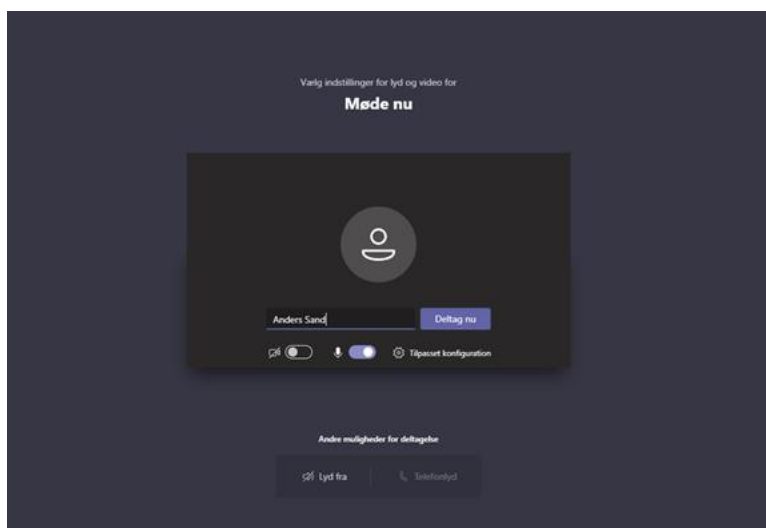 Vælg indstillinger for lyd og video for
Møde nu
Anders Sand
Deltag nu
Tilpasset konfiguration
Andre muligheder for deltagelse
Lyd fra
Telefonlyd